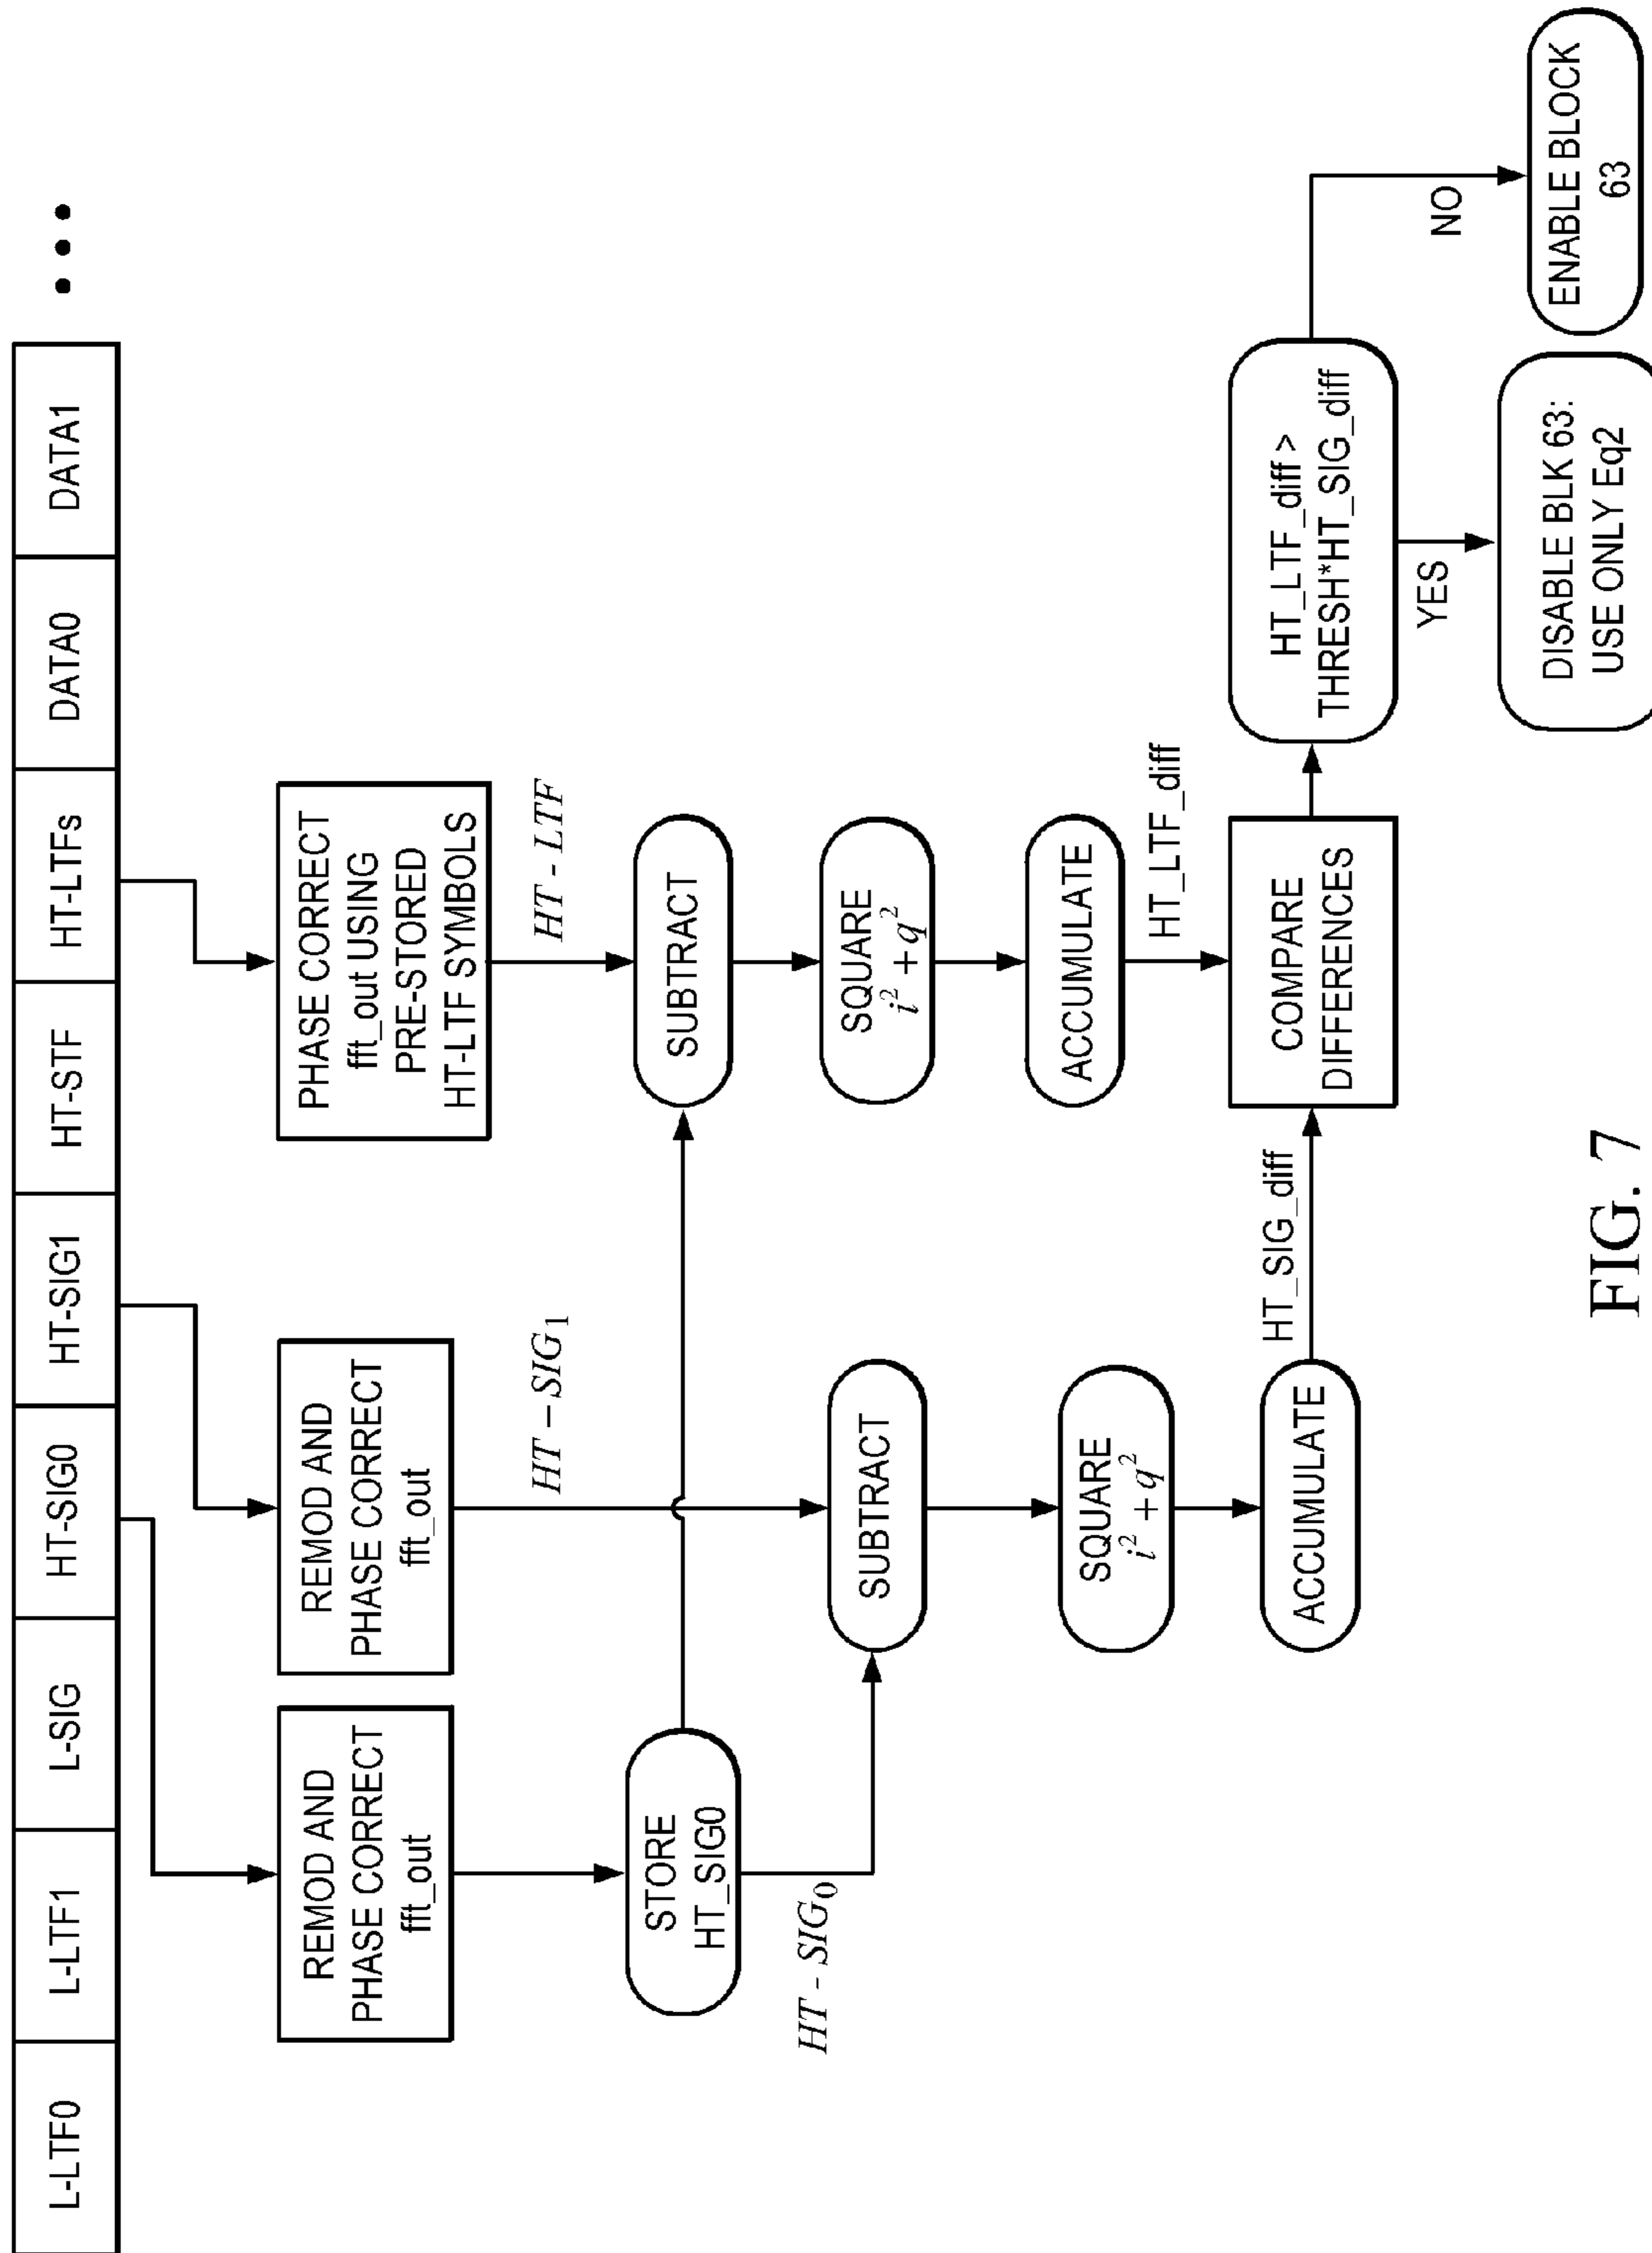 L-LTF0
L-LTF1
L-SIG
HT-SIG0
HT-SIG1
HT-STF
HT-LTFs
DATA0
DATA1
•••
REMOD AND
PHASE CORRECT
fft_out
REMOD AND
PHASE CORRECT
fft_out
PHASE CORRECT
fft_out USING
PRE-STORED
HT-LTF SYMBOLS
HT – SIG₁
HT - LTF
STORE
HT_SIG0
SUBTRACT
HT - SIG₀
SUBTRACT
SQUARE
i² + q²
SQUARE
i² + q²
ACCUMULATE
ACCUMULATE
HT_SIG_diff
HT_LTF_diff
COMPARE
DIFFERENCES
HT_LTF_diff >
THRESH*HT_SIG_diff
YES
NO
DISABLE BLK 63:
USE ONLY Eq2
ENABLE BLOCK
63
FIG. 7